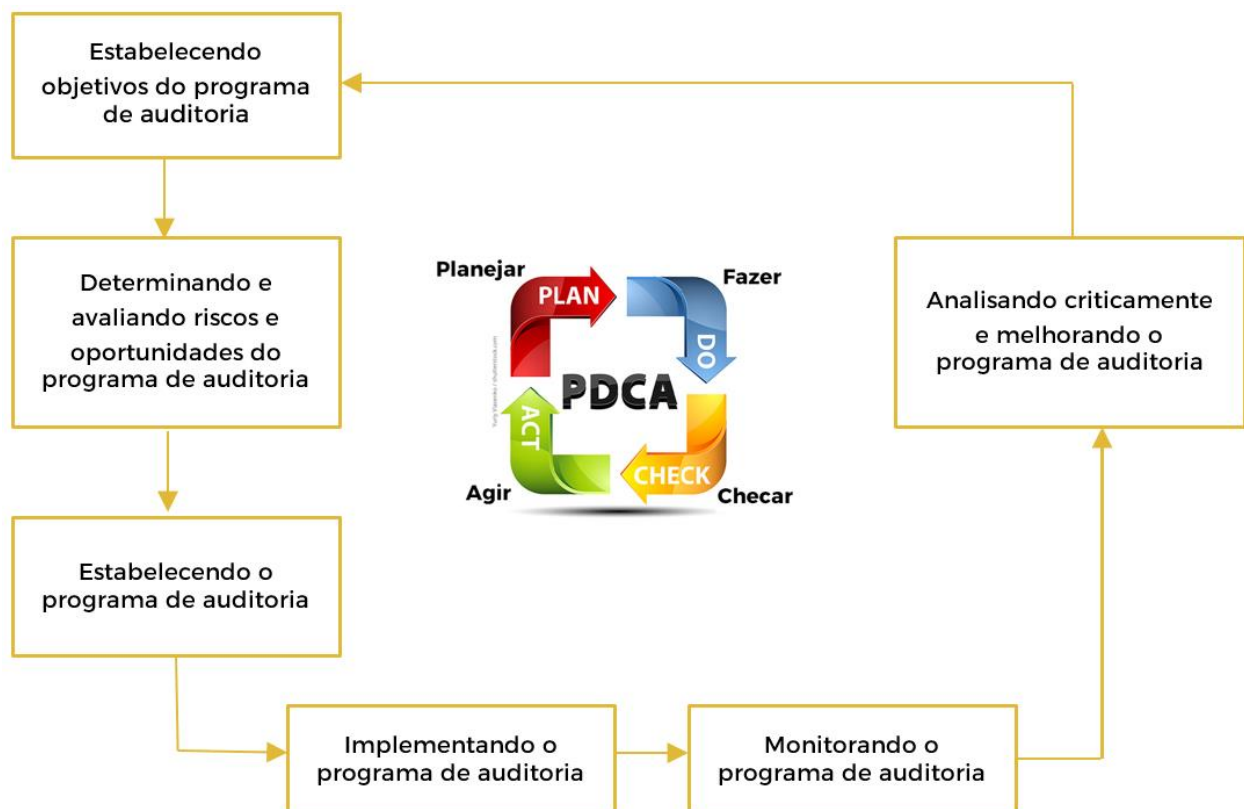 Estabelecendo
objetivos do programa
de auditoria
Determinando e
avaliando riscos e
oportunidades do
programa de auditoria
Estabelecendo o
programa de auditoria
Implementando o
programa de auditoria
Monitorando o
programa de auditoria
Analisando criticamente
e melhorando o
programa de auditoria
Planejar
PLAN
Fazer
DO
PDCA
ACT
CHECK
Agir
Checar